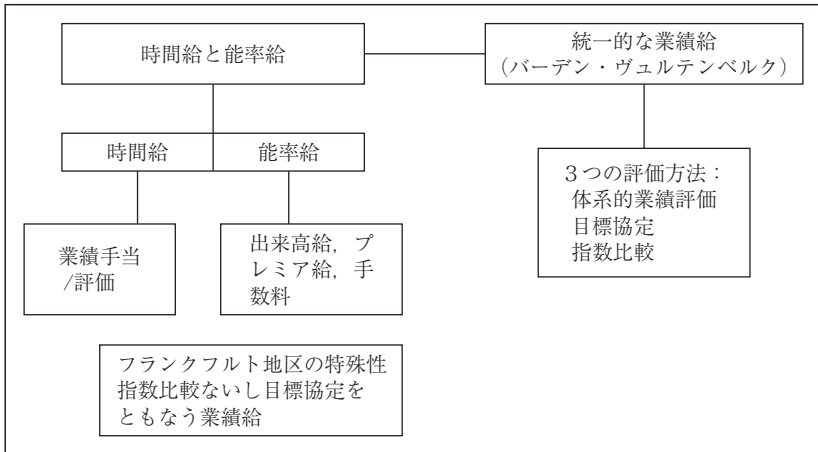 時間給と能率給
統一的な業績給
（バーデン・ヴュルテンベルク）
時間給
能率給
３つの評価方法：
体系的業績評価
目標協定
指数比較
業績手当
/評価
出来高給，プ
レミア給，手
数料
フランクフルト地区の特殊性
指数比較ないし目標協定を
ともなう業績給